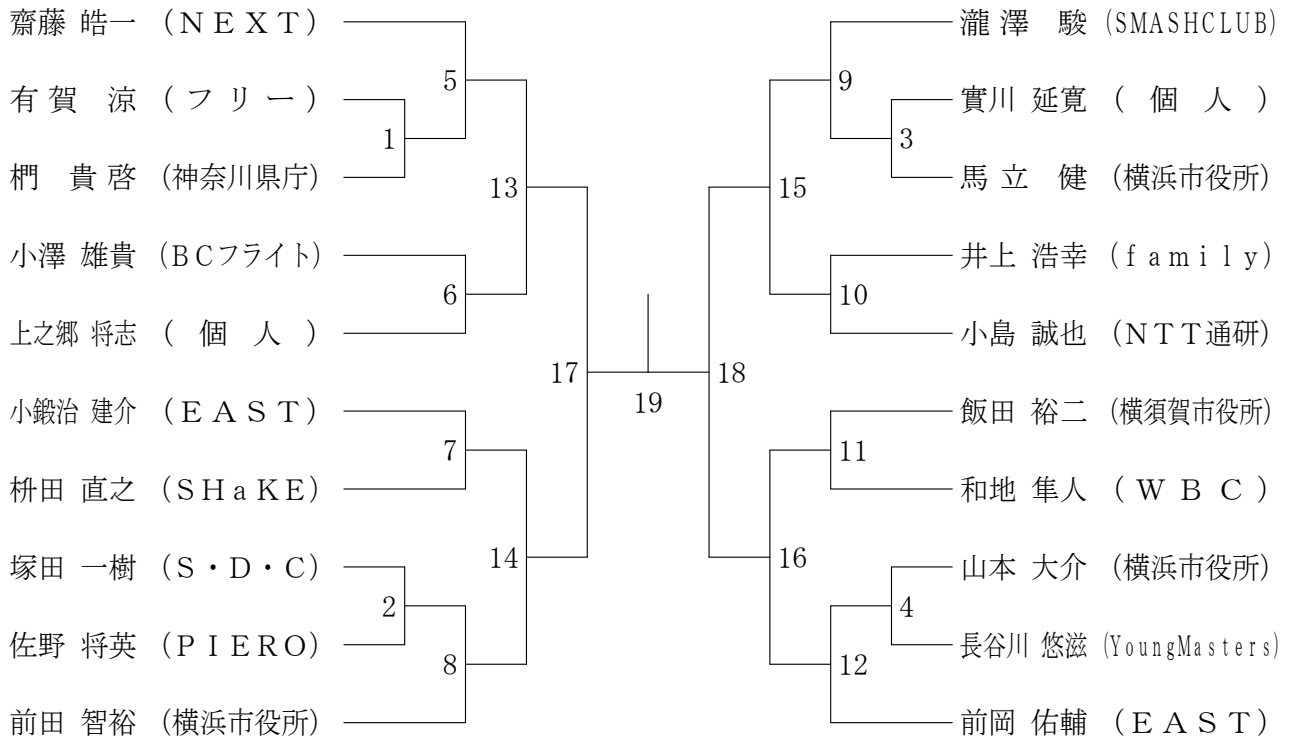 齋藤 皓一 (NEXT)
有賀 涼 (フリー)
椚 貴啓 (神奈川県庁)
小澤 雄貴 (BCフライト)
上之郷 将志 (個人)
小鍛治 建介 (EAST)
枡田 直之 (SHaKE)
塚田 一樹 (S・D・C)
佐野 将英 (PIERO)
前田 智裕 (横浜市役所)
5
1
13
6
17
7
14
2
8
19
9
3
15
10
18
11
16
4
12
瀧澤 駿 (SMASHCLUB)
實川 延寛 (個人)
馬立 健 (横浜市役所)
井上 浩幸 (family)
小島 誠也 (NTT通研)
飯田 裕二 (横須賀市役所)
和地 隼人 (WBC)
山本 大介 (横浜市役所)
長谷川 悠滋 (YoungMasters)
前岡 佑輔 (EAST)